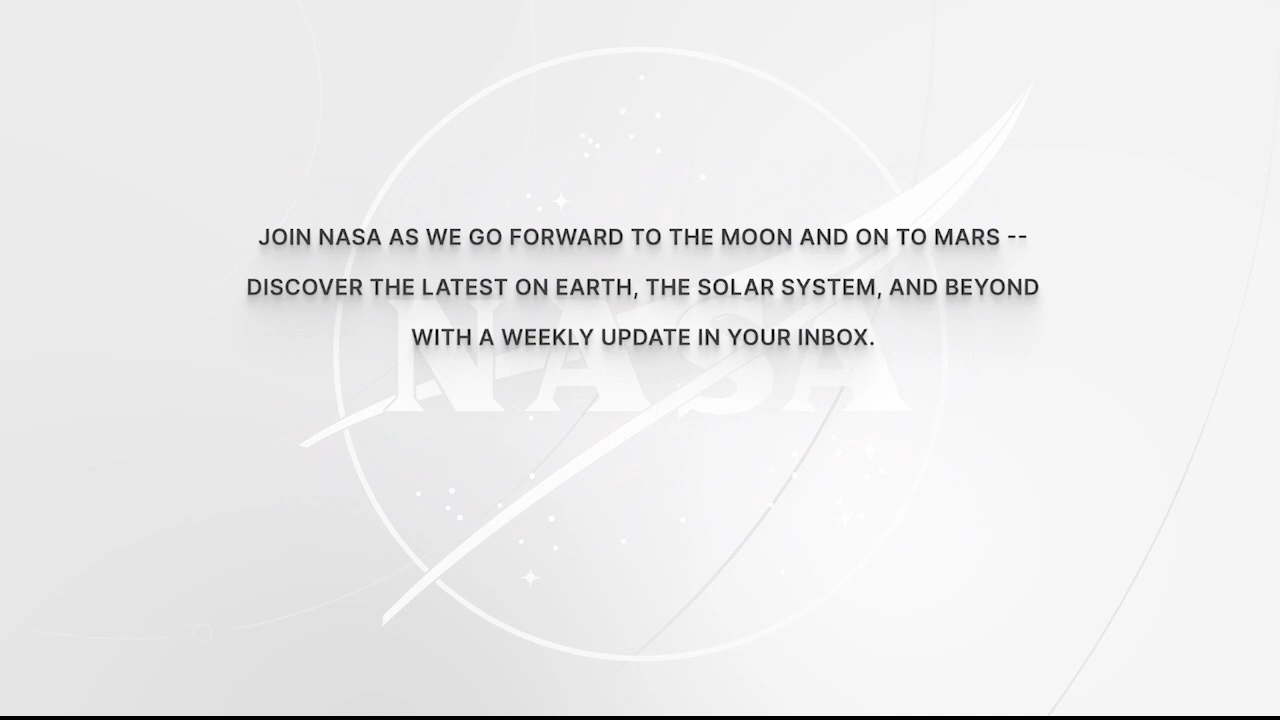 JOIN NASA AS WE GO FORWARD TO THE MOON AND ON TO MARS --
DISCOVER THE LATEST ON EARTH, THE SOLAR SYSTEM, AND BEYOND
WITH A WEEKLY UPDATE IN YOUR INBOX.
NASA